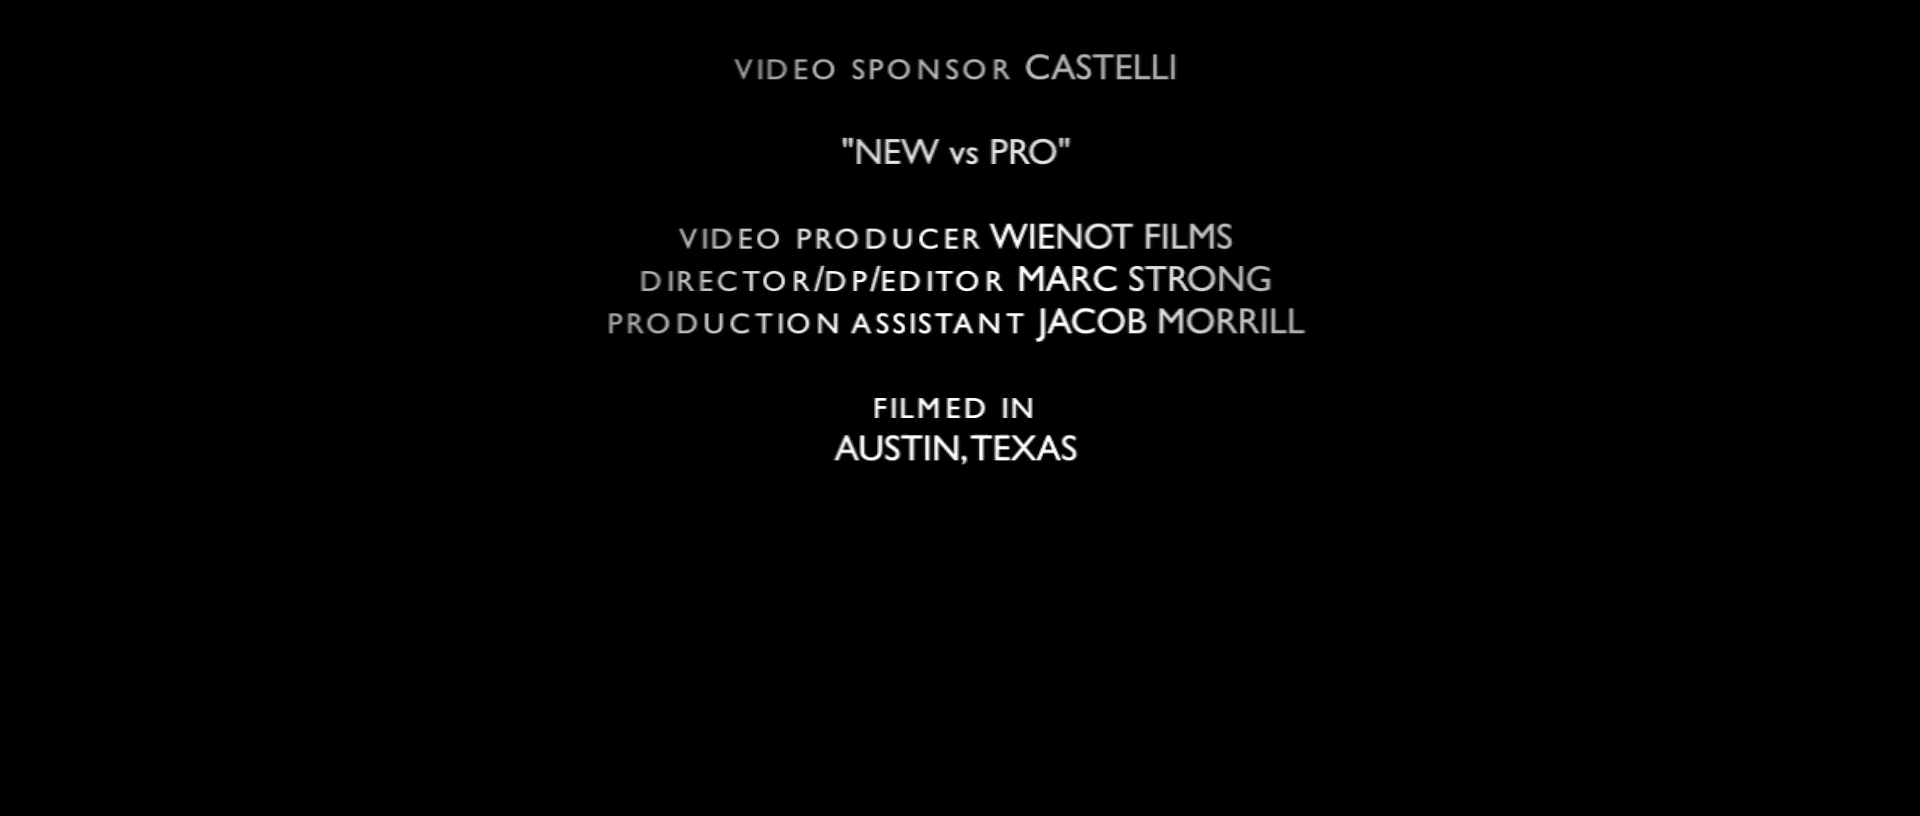 VIDEO SPONSOR CASTELLI
"NEW vs PRO"
VIDEO PRODUCER WIENOT FILMS
DIRECTOR/DP/EDITOR MARC STRONG
PRODUCTION ASSISTANT JACOB MORRILL
FILMED IN
AUSTIN, TEXAS